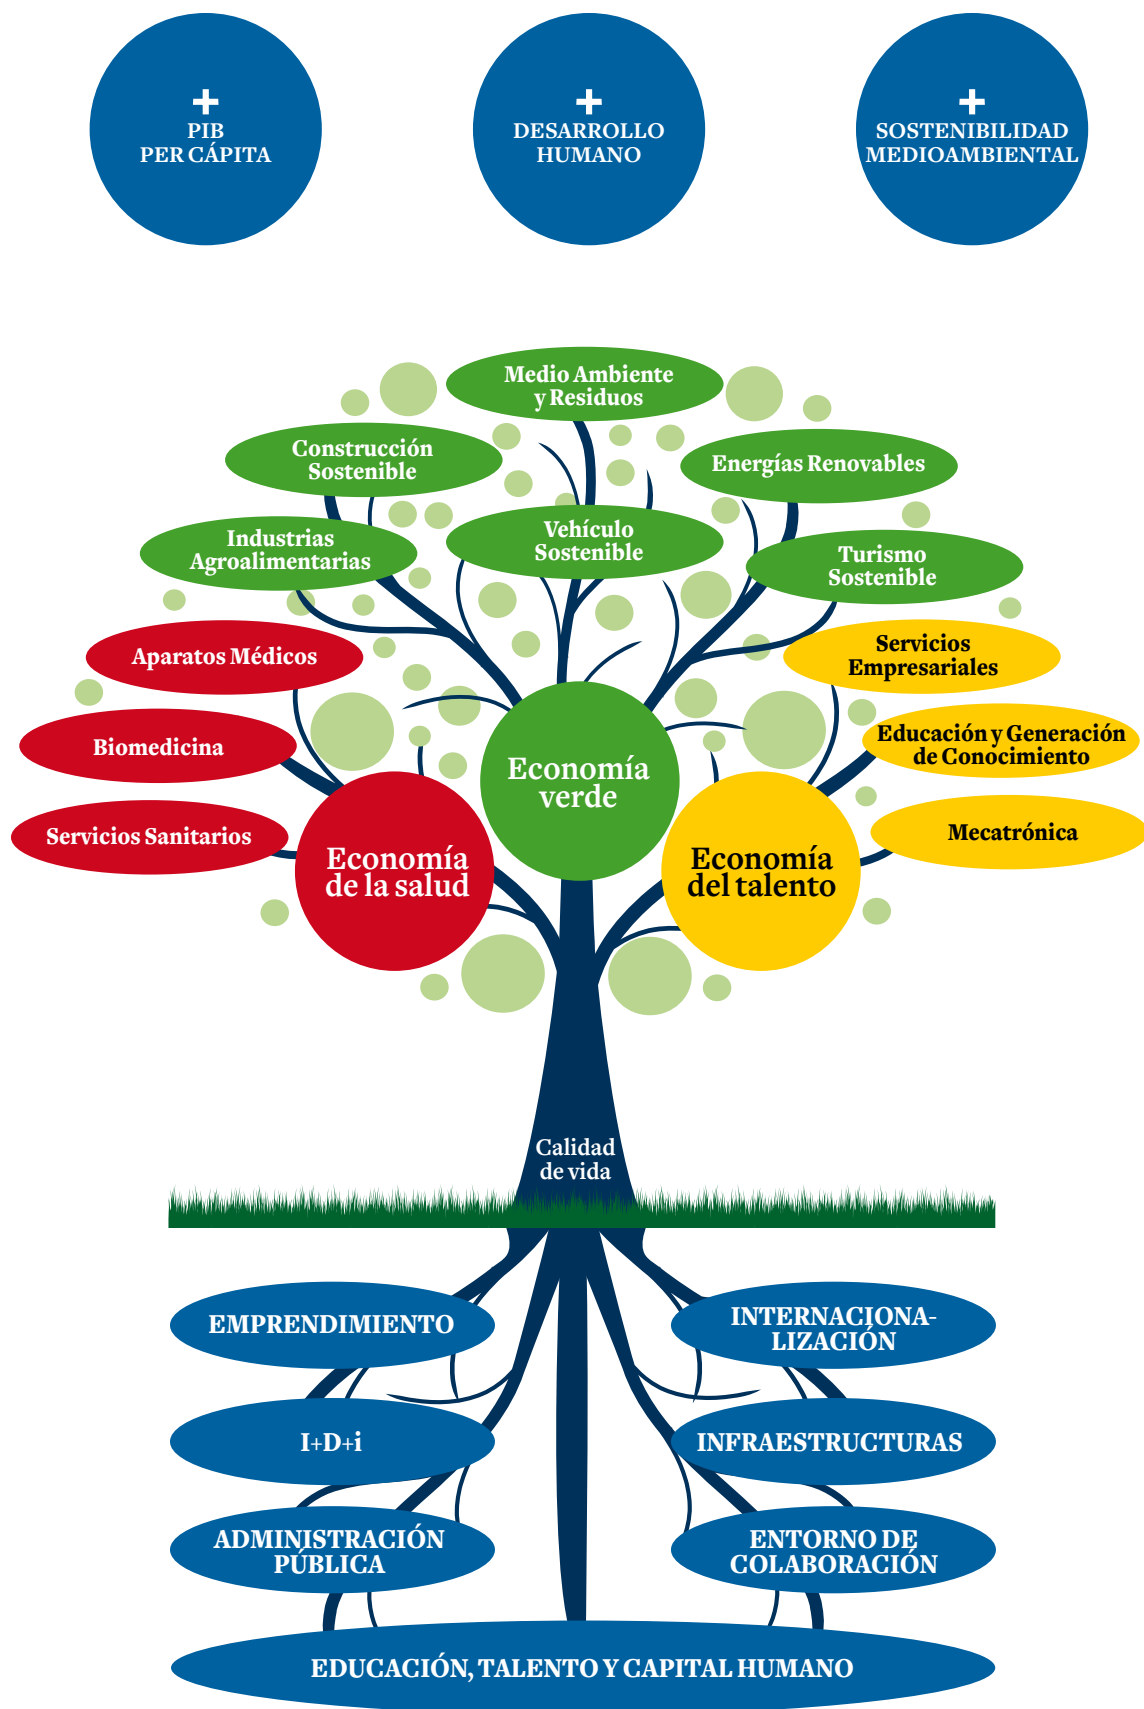 +
PIB
PER CÁPITA
+
DESARROLLO
HUMANO
+
SOSTENIBILIDAD
MEDIOAMBIENTAL
Medio Ambiente
y Residuos
Construcción
Sostenible
Energías Renovables
Industrias
Agroalimentarias
Vehículo
Sostenible
Turismo
Sostenible
Aparatos Médicos
Servicios
Empresariales
Biomedicina
Educación y Generación
de Conocimiento
Servicios Sanitarios
Mecatrónica
Economía
verde
Economía
de la salud
Economía
del talento
Calidad
de vida
EMPRENDIMIENTO
INTERNACIONA-
LIZACIÓN
I+D+i
INFRAESTRUCTURAS
ADMINISTRACIÓN
PÚBLICA
ENTORNO DE
COLABORACIÓN
EDUCACIÓN, TALENTO Y CAPITAL HUMANO